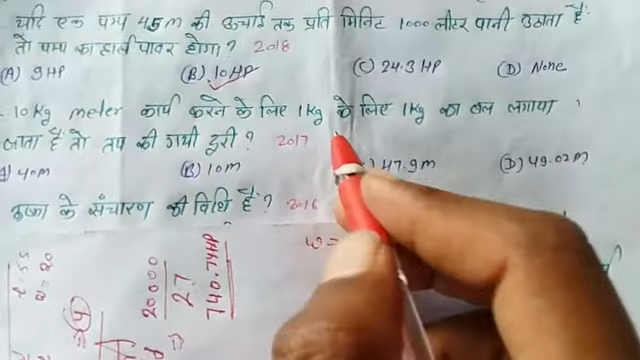 यदि एक पम्प 45m की ऊचाई तक प्रति मिनिट 1000 लीटर पानी उठाता है:
तो पम्प का हार्स पावर होगा? 2018
(A) 9HP (B) 10HP (C) 24.3 HP (D) None
10Kg meter कार्य करने के लिए 1Kg के लिए 1Kg का बल लगाया
जाता है तो तय की गयी दुरी? 2017
40m (B) 10m 47.9m (D) 49.02m
ऊष्मा के संचारण की विधि है:? 2016
w=
20000
27
740.74HP